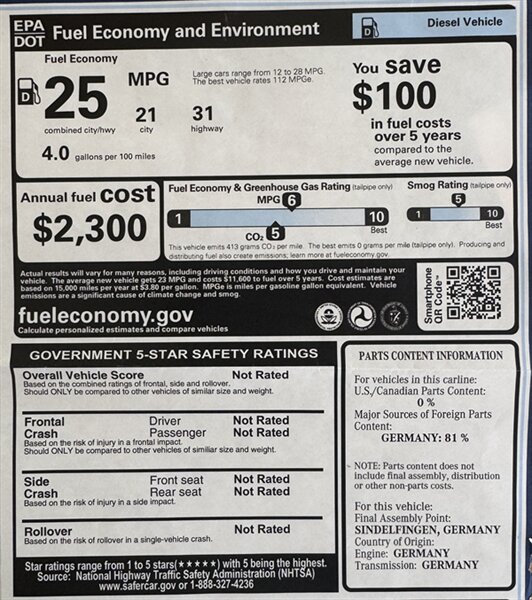 EPA
DOT
Fuel Economy and Environment
D
Diesel Vehicle
Fuel Economy
D
25
MPG
combined city/hwy
21
city
31
highway
4.0 gallons per 100 miles
Large cars range from 12 to 28 MPG.
The best vehicle rates 112 MPGe.
You save
$100
in fuel costs
over 5 years
compared to the
average new vehicle.
Annual fuel cost
$2,300
Fuel Economy & Greenhouse Gas Rating (tailpipe only)
MPG 6
1
10
Best
CO₂ 5
Smog Rating (tailpipe only)
5
1
10
Best
This vehicle emits 413 grams CO₂ per mile. The best emits 0 grams per mile (tailpipe only). Producing and
distributing fuel also create emissions; learn more at fueleconomy.gov.
Actual results will vary for many reasons, including driving conditions and how you drive and maintain your
vehicle. The average new vehicle gets 23 MPG and costs $11,600 to fuel over 5 years. Cost estimates are
based on 15,000 miles per year at $3.80 per gallon. MPGe is miles per gasoline gallon equivalent. Vehicle
emissions are a significant cause of climate change and smog.
fueleconomy.gov
Calculate personalized estimates and compare vehicles
Smartphone
QR Code™
GOVERNMENT 5-STAR SAFETY RATINGS
Overall Vehicle Score Not Rated
Based on the combined ratings of frontal, side and rollover.
Should ONLY be compared to other vehicles of similar size and weight.
Frontal Driver Not Rated
Crash Passenger Not Rated
Based on the risk of injury in a frontal impact.
Should ONLY be compared to other vehicles of similiar size and weight.
Side Front seat Not Rated
Crash Rear seat Not Rated
Based on the risk of injury in a side impact.
Rollover Not Rated
Based on the risk of rollover in a single-vehicle crash.
Star ratings range from 1 to 5 stars(★★★★★) with 5 being the highest.
Source: National Highway Traffic Safety Administration (NHTSA)
www.safercar.gov or 1-888-327-4236
PARTS CONTENT INFORMATION
For vehicles in this carline:
U.S./Canadian Parts Content:
0 %
Major Sources of Foreign Parts
Content:
GERMANY: 81 %
NOTE: Parts content does not
include final assembly, distribution
or other non-parts costs.
For this vehicle:
Final Assembly Point:
SINDELFINGEN, GERMANY
Country of Origin:
Engine: GERMANY
Transmission: GERMANY